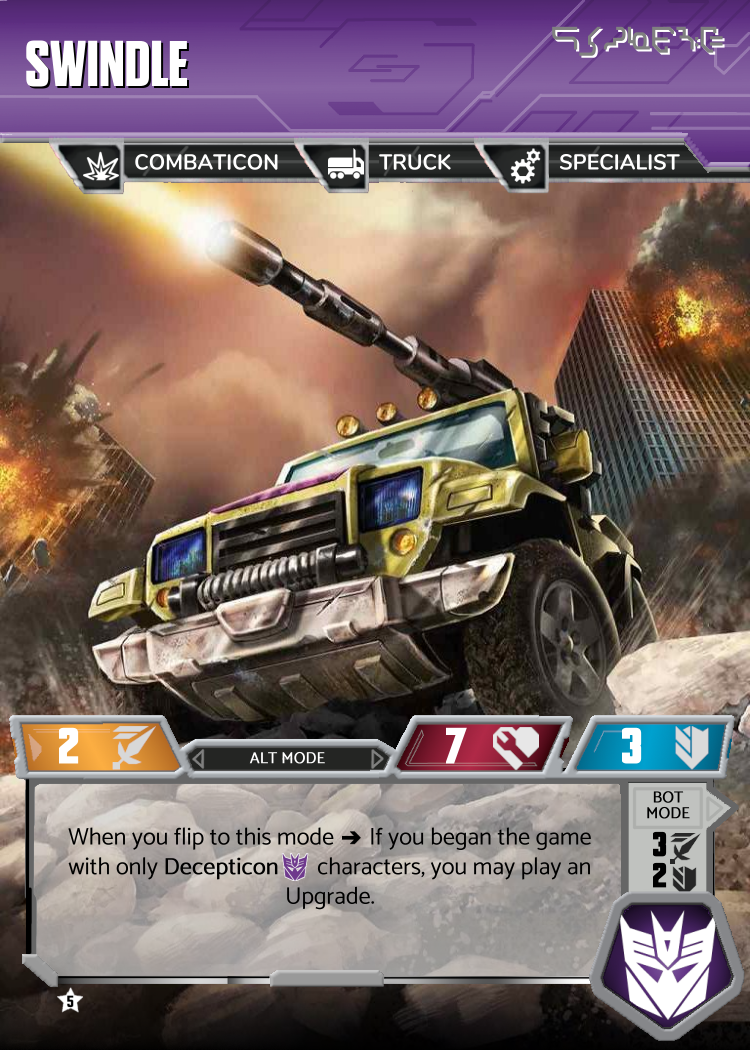 SWINDLE
COMBATICON TRUCK SPECIALIST
2 ALT MODE 7 3
When you flip to this mode ➔ If you began the game
with only Decepticon characters, you may play an
Upgrade.
BOT
MODE
3
2
5